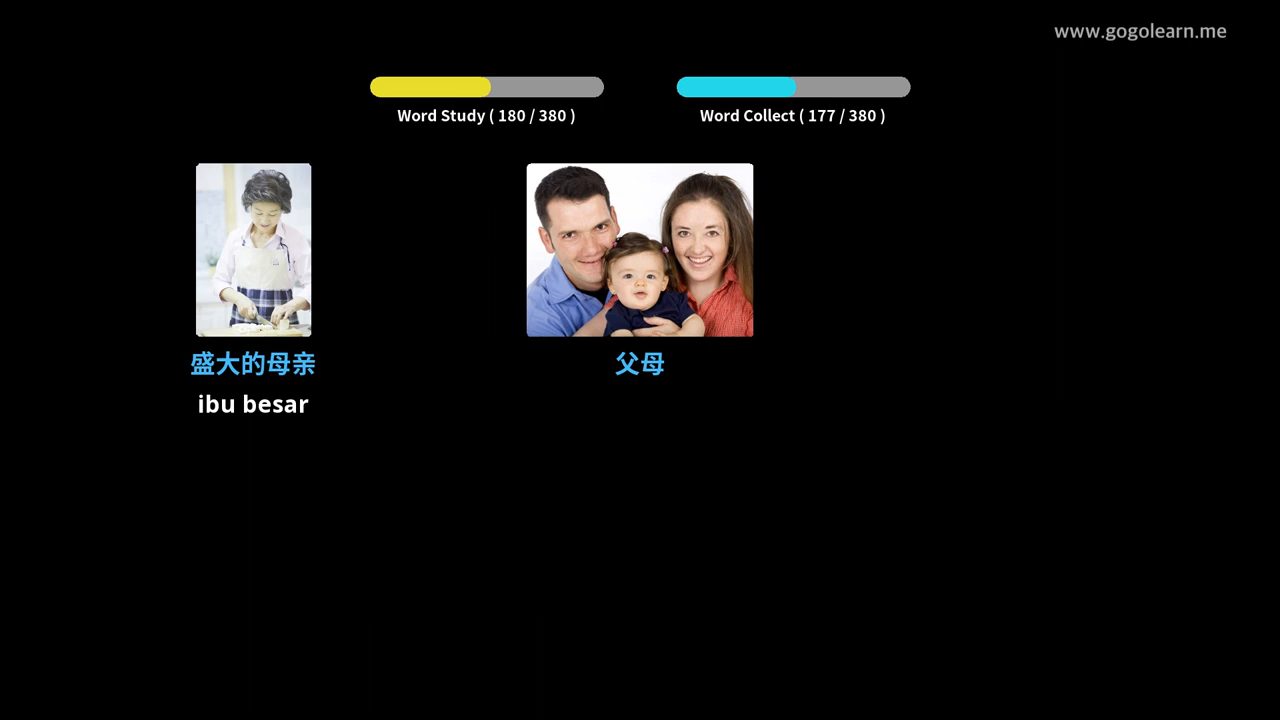 www.gogolearn.me
Word Study ( 180 / 380 )
Word Collect ( 177 / 380 )
盛大的母亲
父母
ibu besar